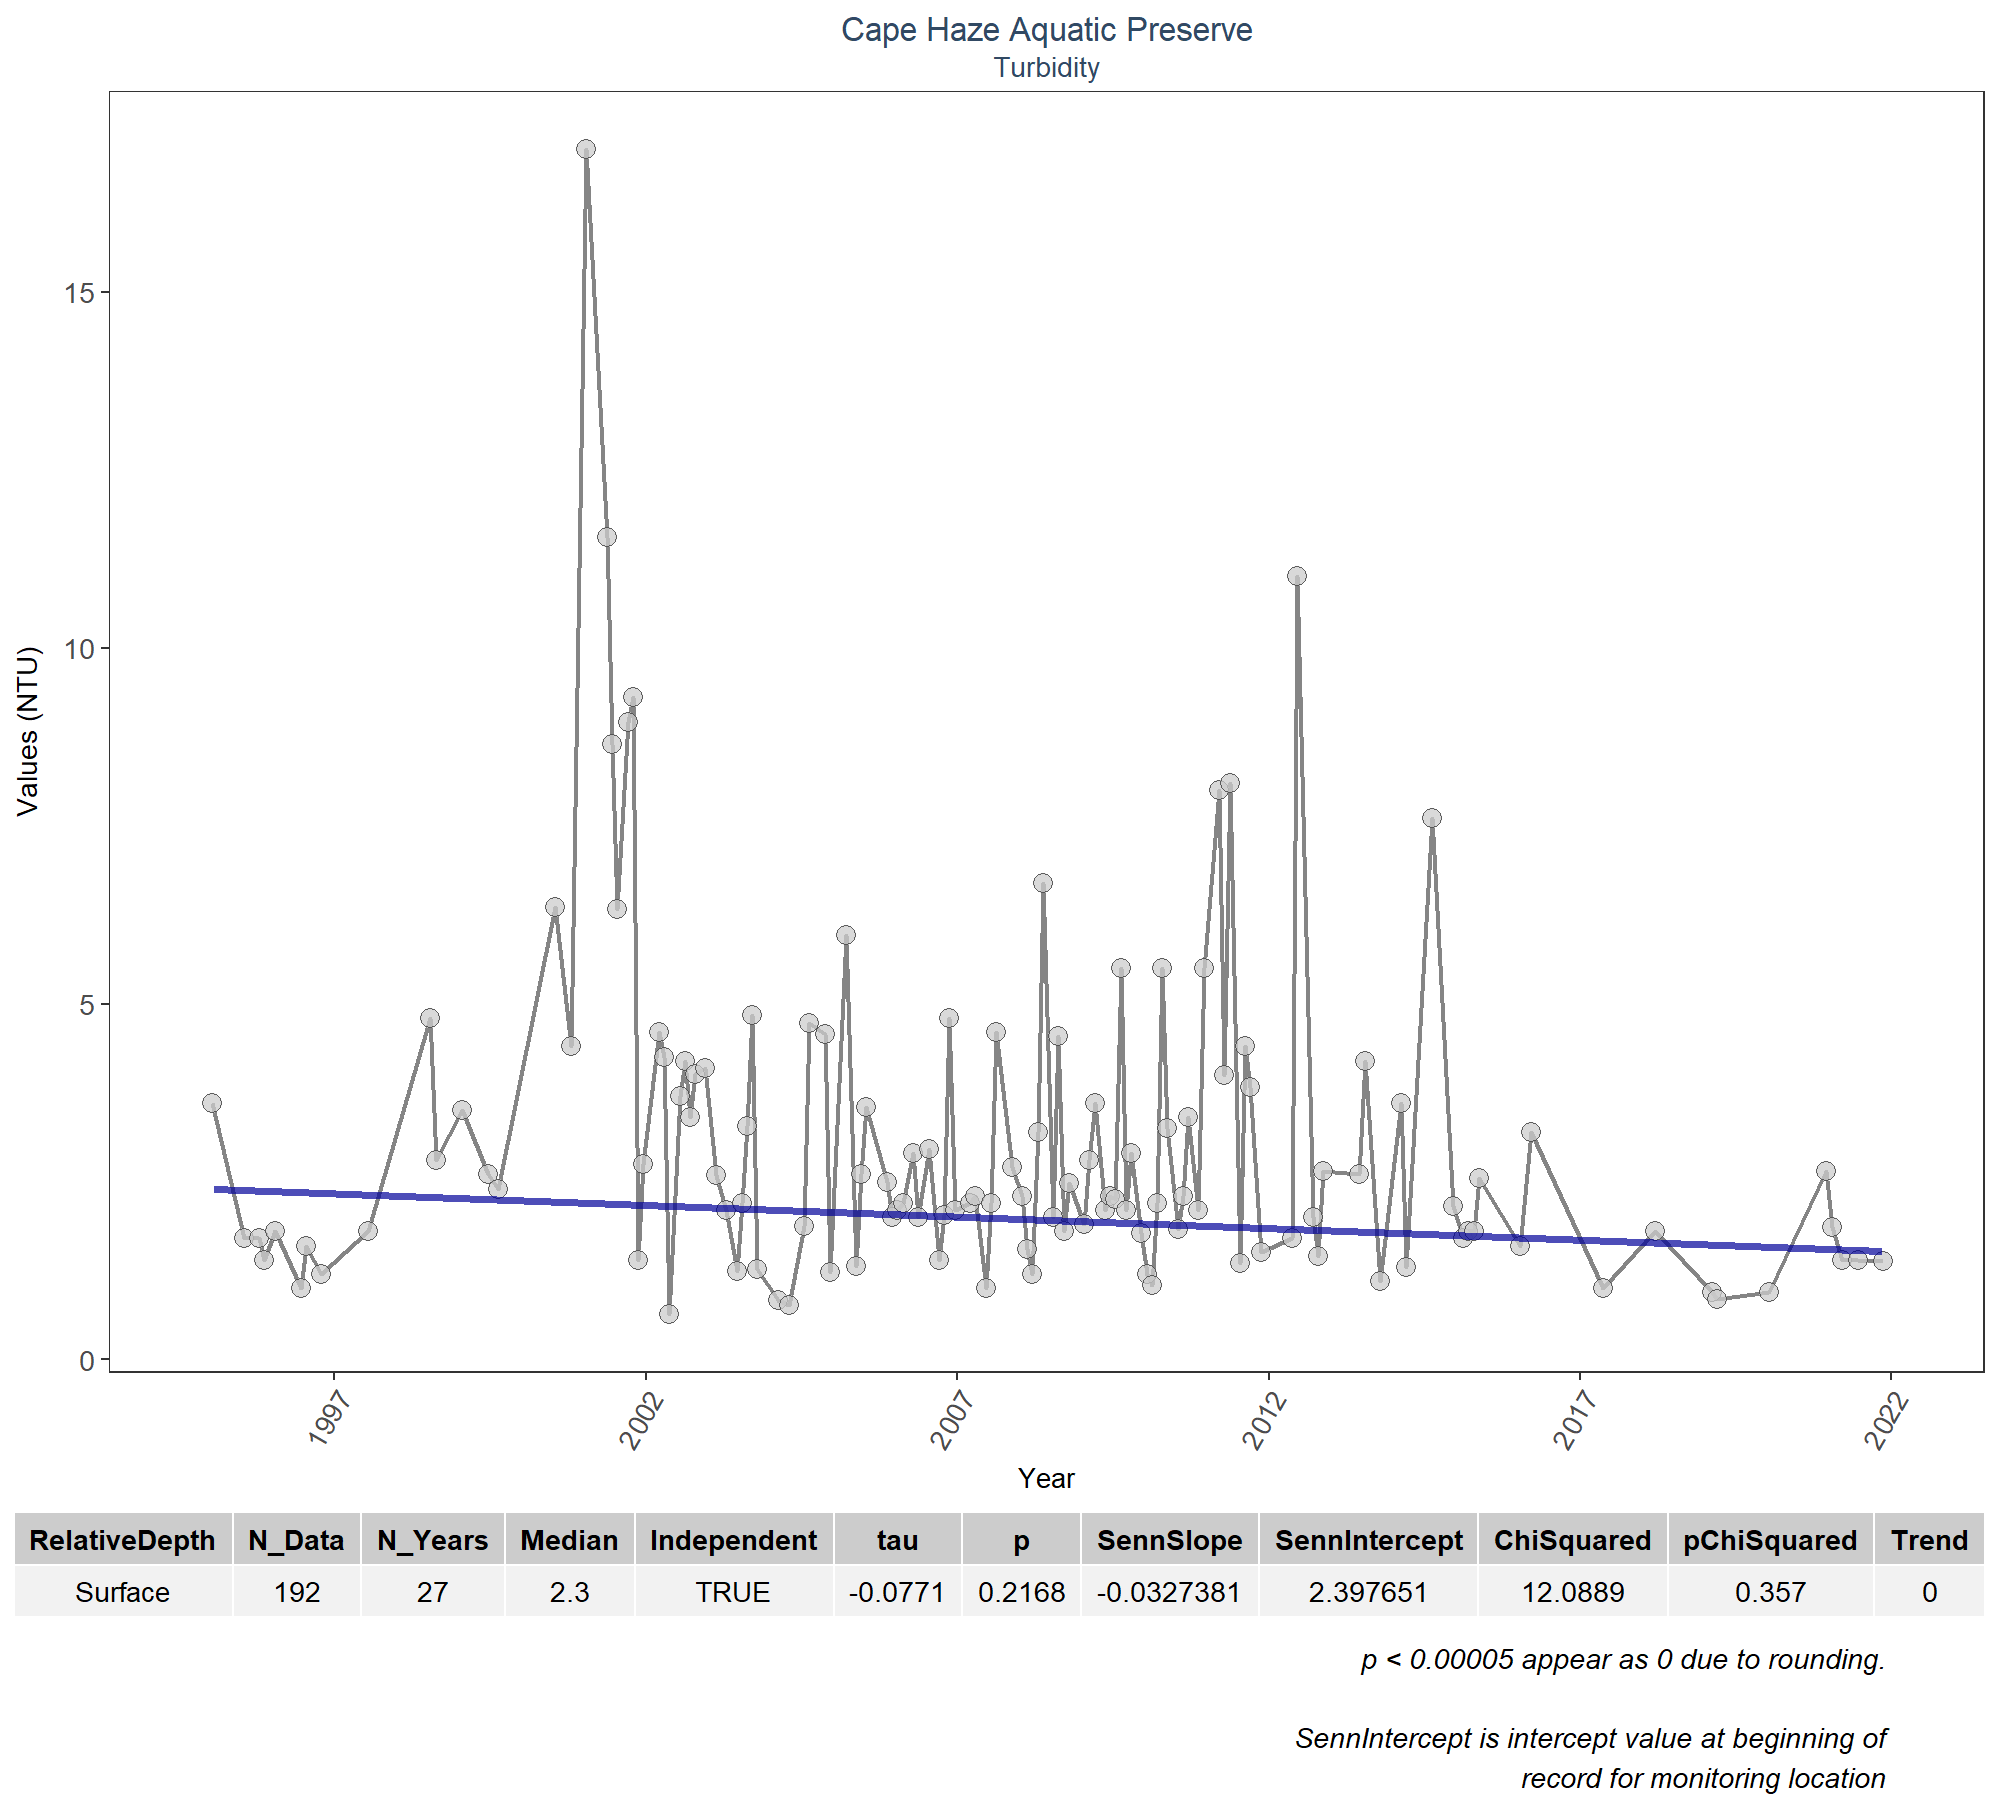 Cape Haze Aquatic Preserve
Turbidity
Values (NTU)
15
10
5
0
1997 2002 2007 2012 2017 2022
Year
RelativeDepth N_Data N_Years Median Independent tau p SennSlope SennIntercept ChiSquared pChiSquared Trend
Surface 192 27 2.3 TRUE -0.0771 0.2168 -0.0327381 2.397651 12.0889 0.357 0
p < 0.00005 appear as 0 due to rounding.
SennIntercept is intercept value at beginning of
record for monitoring location